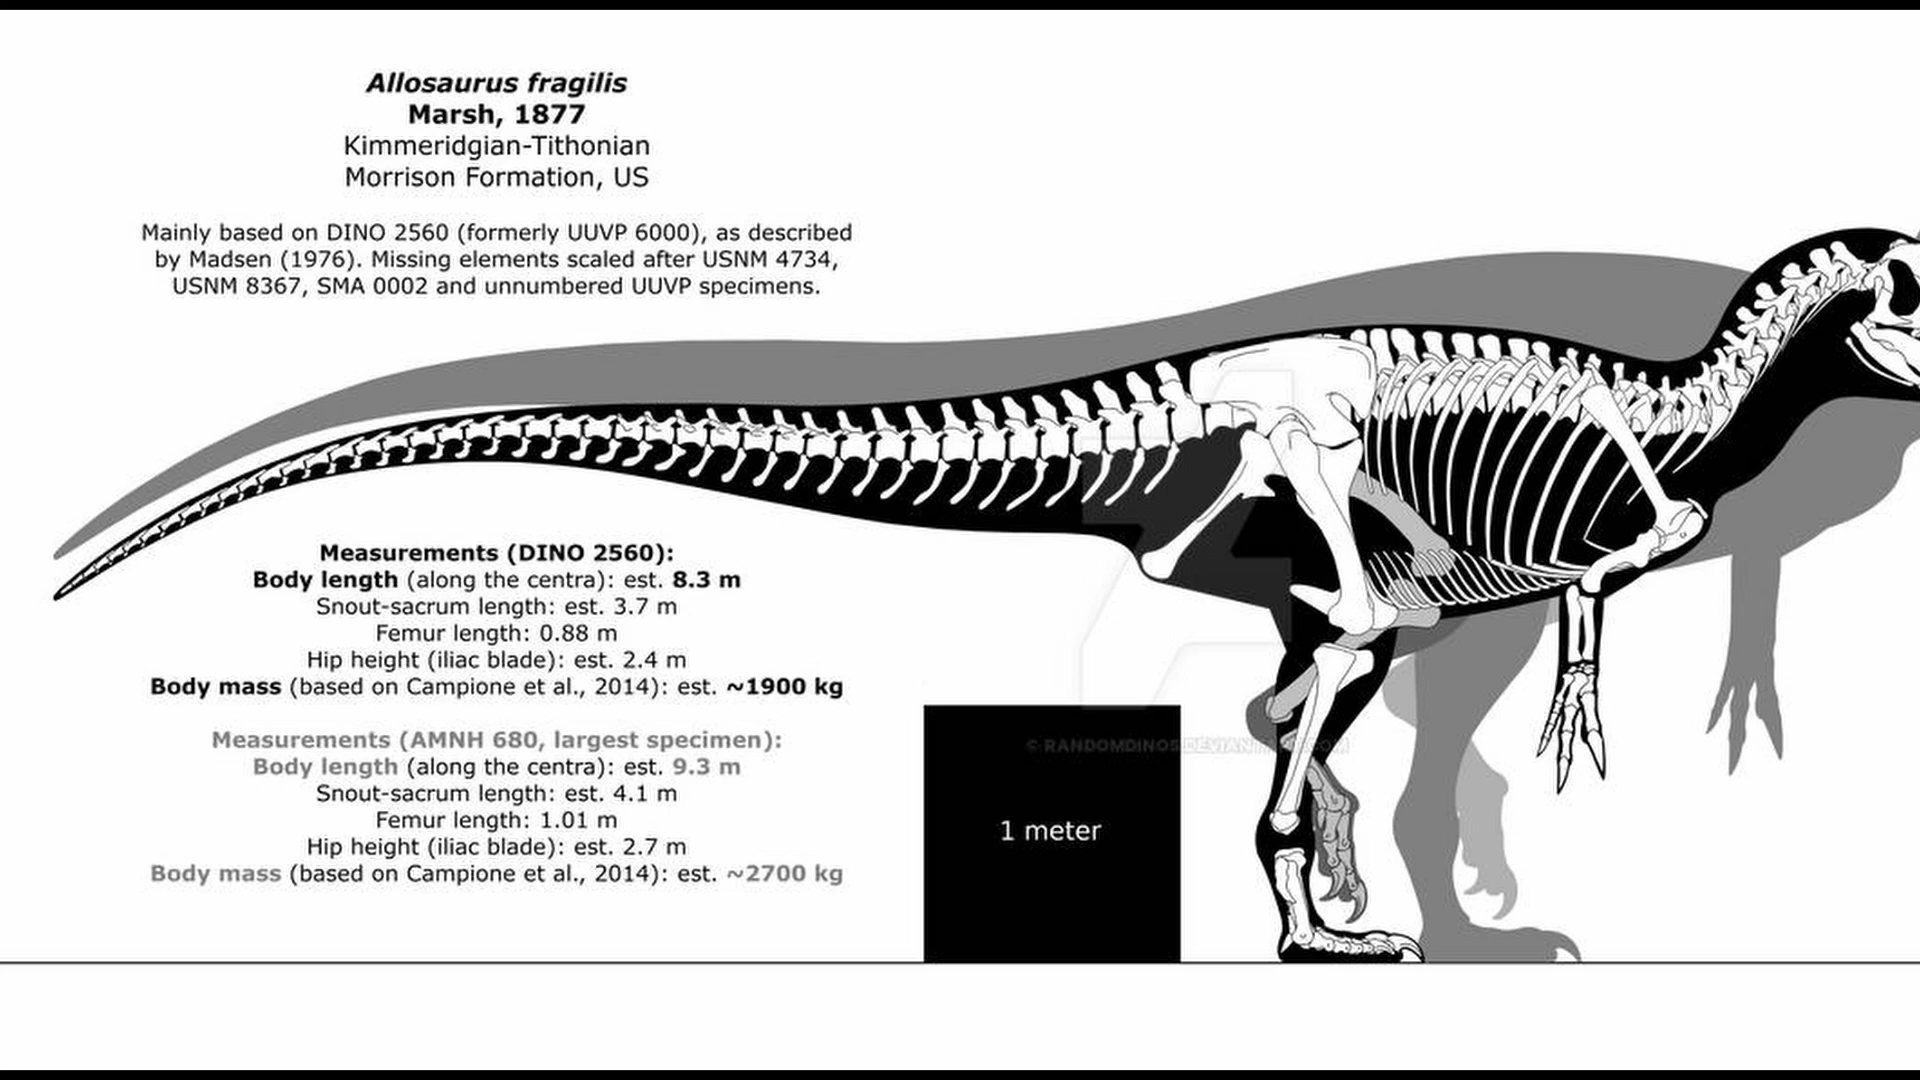 Allosaurus fragilis
Marsh, 1877
Kimmeridgian-Tithonian
Morrison Formation, US
Mainly based on DINO 2560 (formerly UUVP 6000), as described
by Madsen (1976). Missing elements scaled after USNM 4734,
USNM 8367, SMA 0002 and unnumbered UUVP specimens.
Measurements (DINO 2560):
Body length (along the centra): est. 8.3 m
Snout-sacrum length: est. 3.7 m
Femur length: 0.88 m
Hip height (iliac blade): est. 2.4 m
Body mass (based on Campione et al., 2014): est. ~1900 kg
Measurements (AMNH 680, largest specimen):
Body length (along the centra): est. 9.3 m
Snout-sacrum length: est. 4.1 m
Femur length: 1.01 m
Hip height (iliac blade): est. 2.7 m
Body mass (based on Campione et al., 2014): est. ~2700 kg
© RANDOMDINOS.DEVIANTART.COM
1 meter